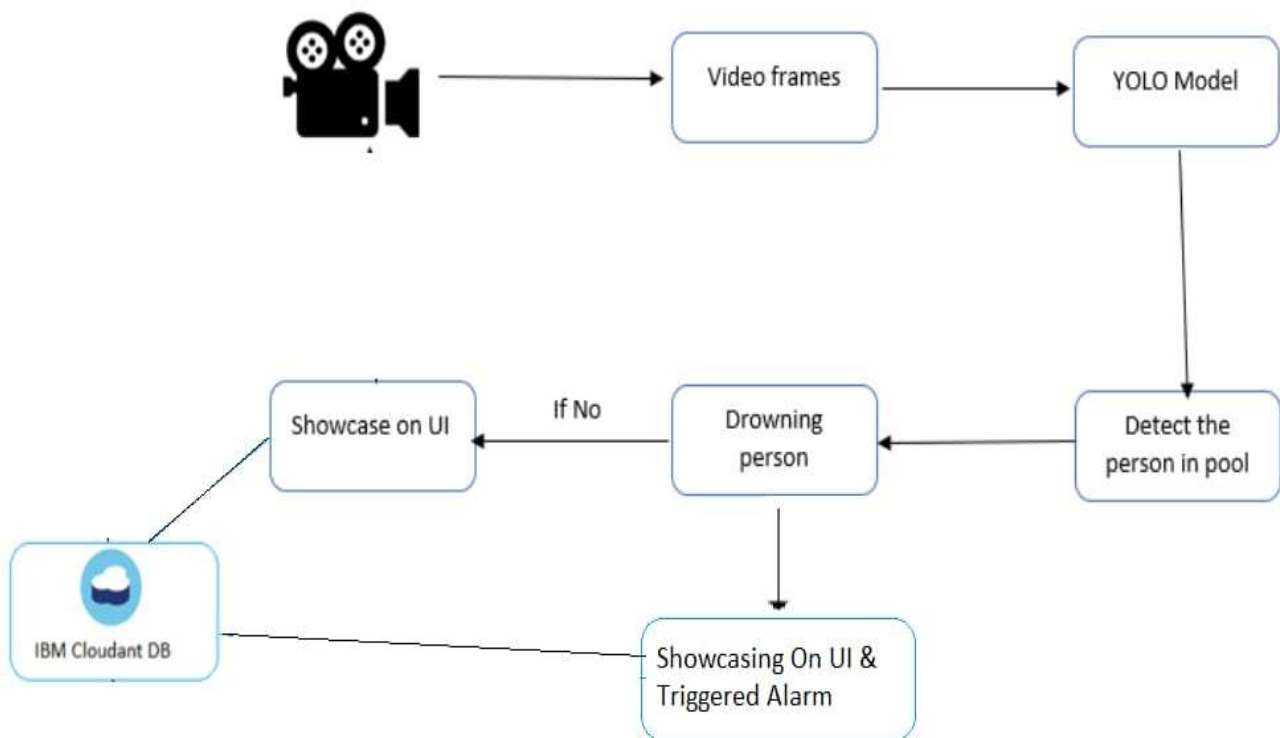 Video frames
YOLO Model
Showcase on UI
If No
Drowning
person
Detect the
person in pool
IBM Cloudant DB
Showcasing On UI &
Triggered Alarm